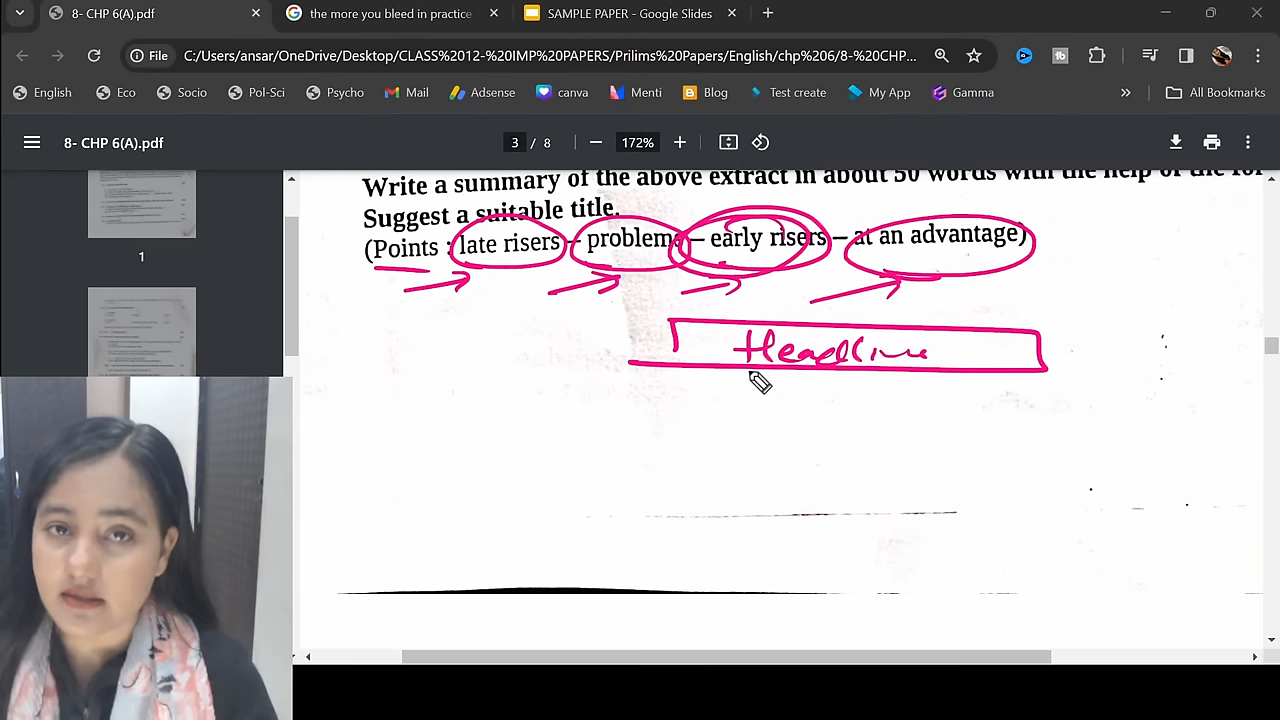 8- CHP 6(A).pdf
the more you bleed in practice
SAMPLE PAPER - Google Slides
File
C:/Users/ansar/OneDrive/Desktop/CLASS%2012-%20IMP%20PAPERS/Prilims%20Papers/English/chp%206/8-%20CHP...
English
Eco
Socio
Pol-Sci
Psycho
Mail
Adsense
canva
Menti
Blog
Test create
My App
Gamma
»
All Bookmarks
8- CHP 6(A).pdf
3 / 8
172%
Write a summary of the above extract in about 50 words with the help of the for
Suggest a suitable title.
(Points : late risers – problems – early risers – at an advantage)
Headline
1